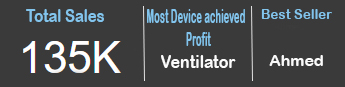 Total Sales
135K
Most Device achieved
Profit
Ventilator
Best Seller
Ahmed